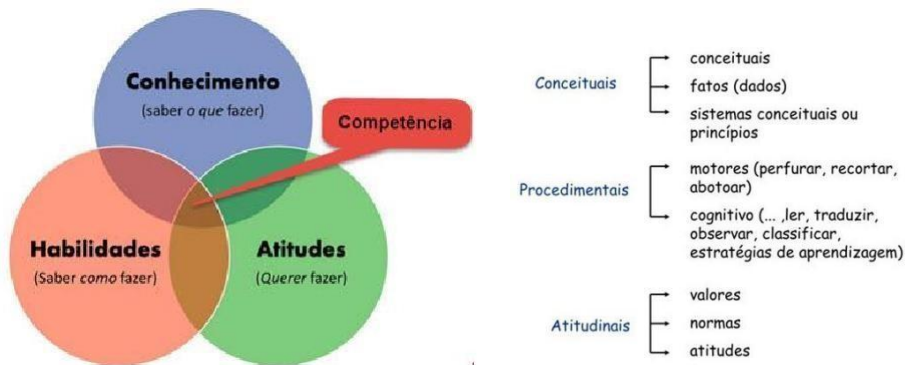 Conhecimento
(saber o que fazer)
Competência
Habilidades
(Saber como fazer)
Atitudes
(Querer fazer)
Conceituais
conceituais
fatos (dados)
sistemas conceituais ou
princípios
Procedimentais
motores (perfurar, recortar,
abotoar)
cognitivo (... ,ler, traduzir,
observar, classificar,
estratégias de aprendizagem)
Atitudinais
valores
normas
atitudes